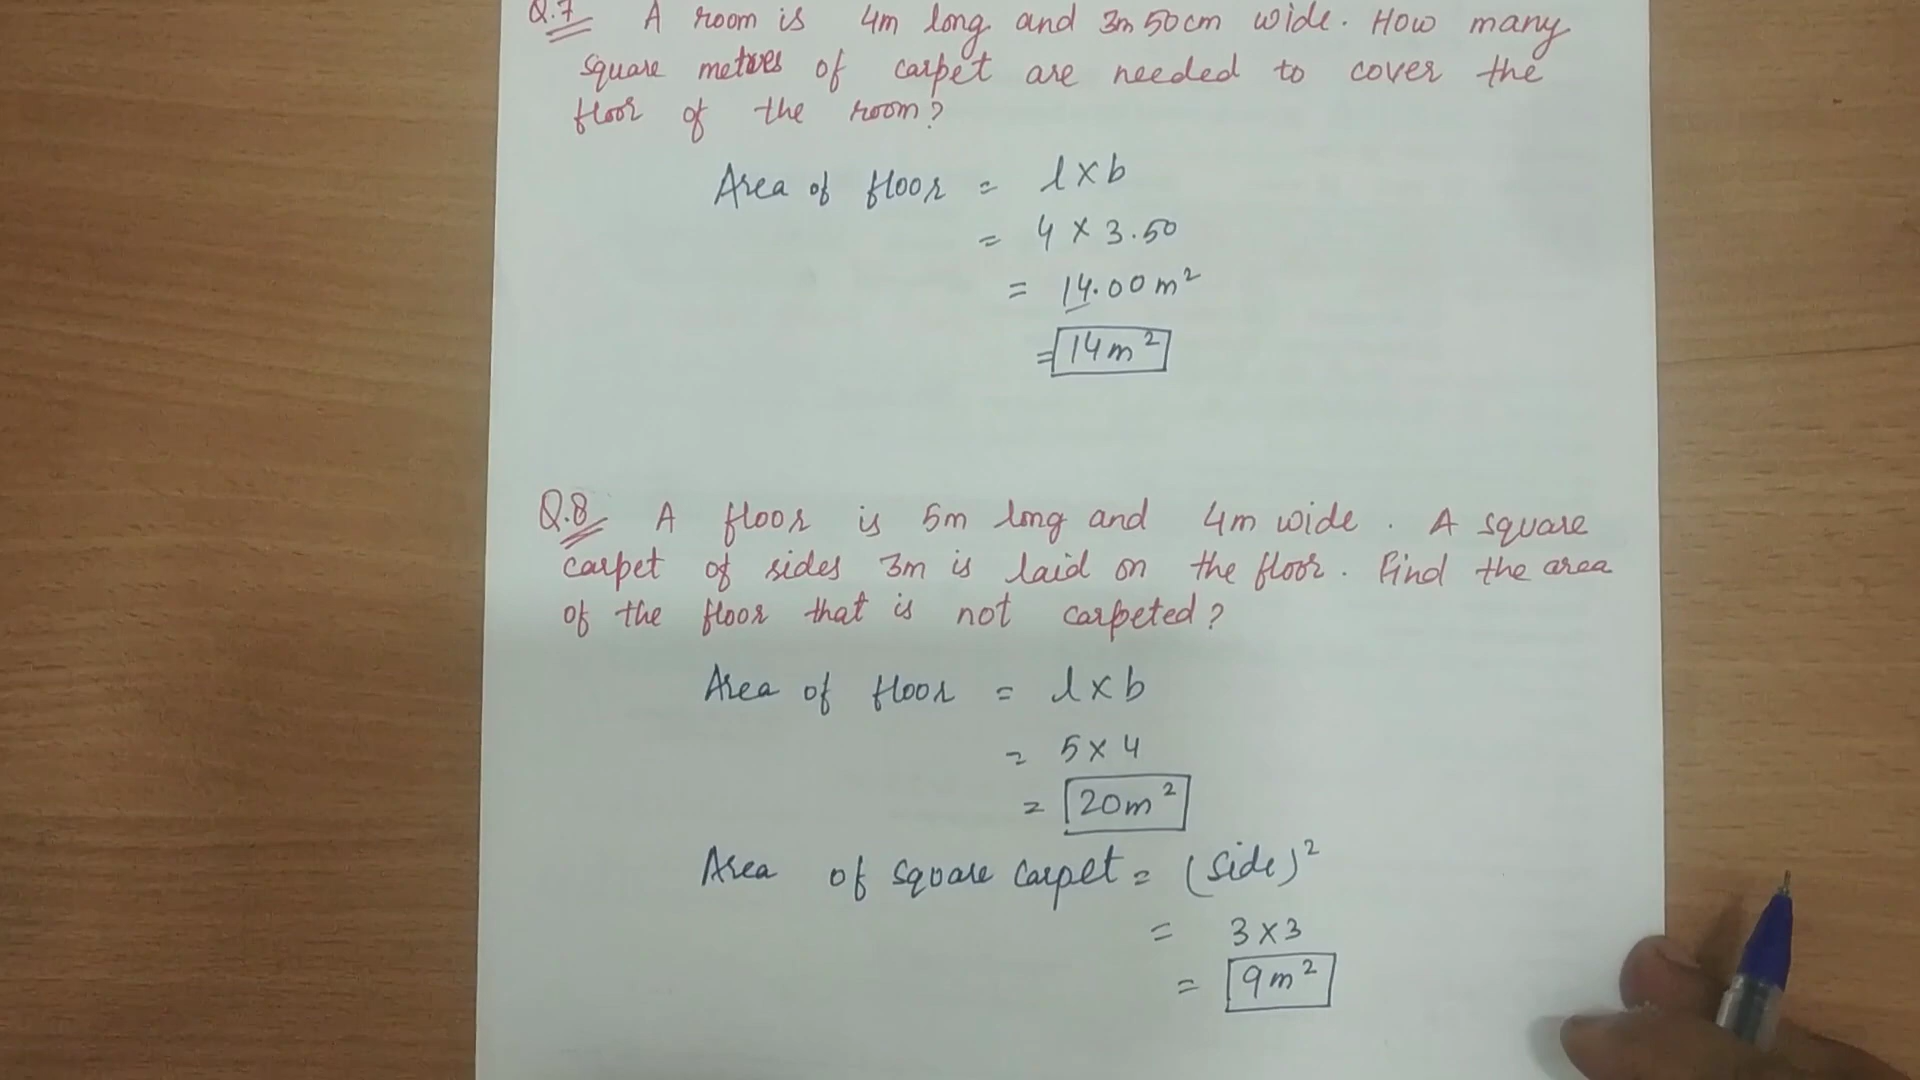 Q.7 A room is 4m long and 3m 50cm wide. How many
square metres of carpet are needed to cover the
floor of the room?
Area of floor = l×b
= 4 × 3.50
= 14.00 m²
= 14m²
Q.8 A floor is 5m long and 4m wide. A square
carpet of sides 3m is laid on the floor. Find the area
of the floor that is not carpeted?
Area of floor = l×b
= 5×4
= 20m²
Area of square carpet = (side)²
= 3×3
= 9m²